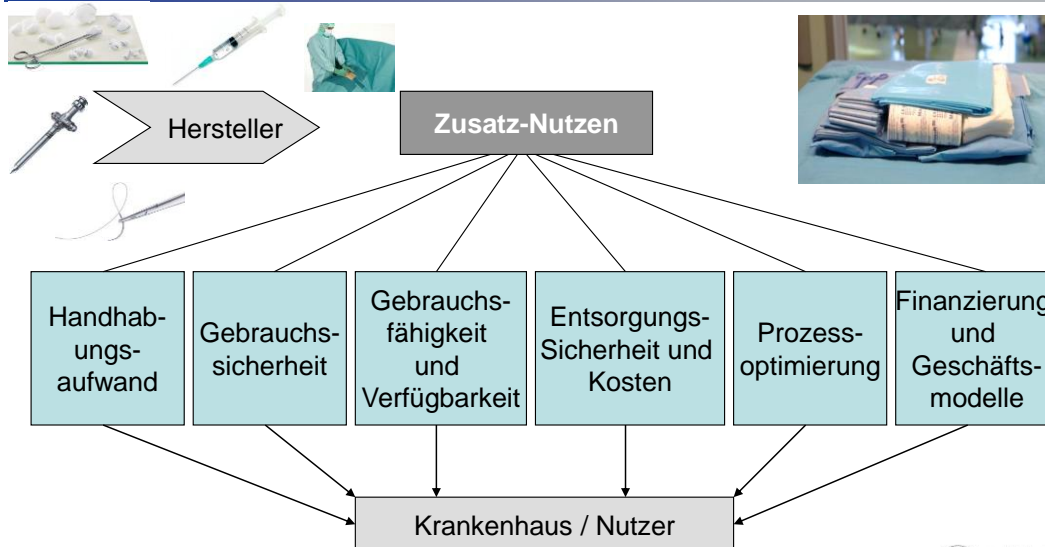 Hersteller
Zusatz-Nutzen
Handhab-
ungs-
aufwand
Gebrauchs-
sicherheit
Gebrauchs-
fähigkeit
und
Verfügbarkeit
Entsorgungs-
Sicherheit und
Kosten
Prozess-
optimierung
Finanzierung
und
Geschäfts-
modelle
Krankenhaus / Nutzer